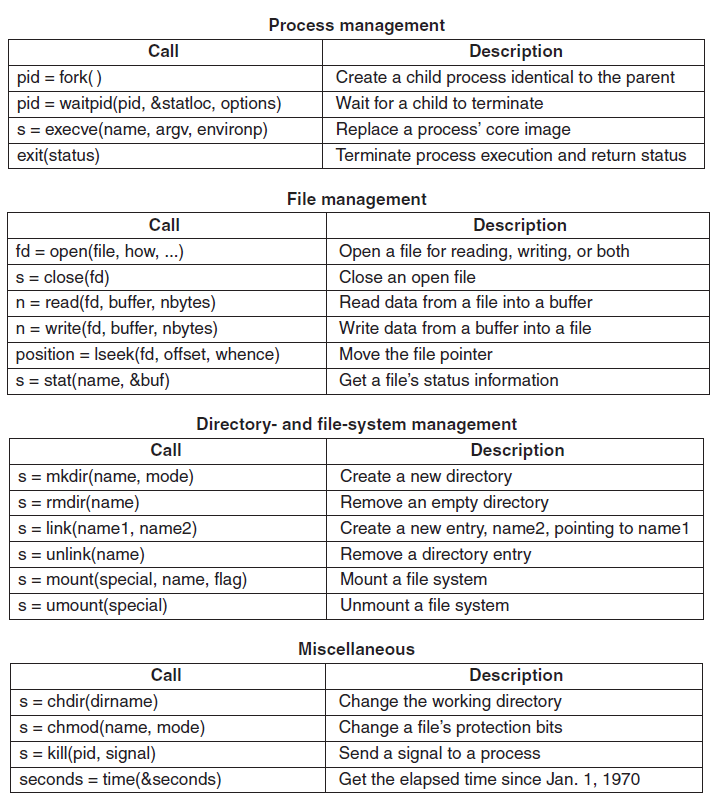 Process management
Call Description
pid = fork( ) Create a child process identical to the parent
pid = waitpid(pid, &statloc, options) Wait for a child to terminate
s = execve(name, argv, environp) Replace a process’ core image
exit(status) Terminate process execution and return status
File management
Call Description
fd = open(file, how, ...) Open a file for reading, writing, or both
s = close(fd) Close an open file
n = read(fd, buffer, nbytes) Read data from a file into a buffer
n = write(fd, buffer, nbytes) Write data from a buffer into a file
position = lseek(fd, offset, whence) Move the file pointer
s = stat(name, &buf) Get a file’s status information
Directory- and file-system management
Call Description
s = mkdir(name, mode) Create a new directory
s = rmdir(name) Remove an empty directory
s = link(name1, name2) Create a new entry, name2, pointing to name1
s = unlink(name) Remove a directory entry
s = mount(special, name, flag) Mount a file system
s = umount(special) Unmount a file system
Miscellaneous
Call Description
s = chdir(dirname) Change the working directory
s = chmod(name, mode) Change a file’s protection bits
s = kill(pid, signal) Send a signal to a process
seconds = time(&seconds) Get the elapsed time since Jan. 1, 1970